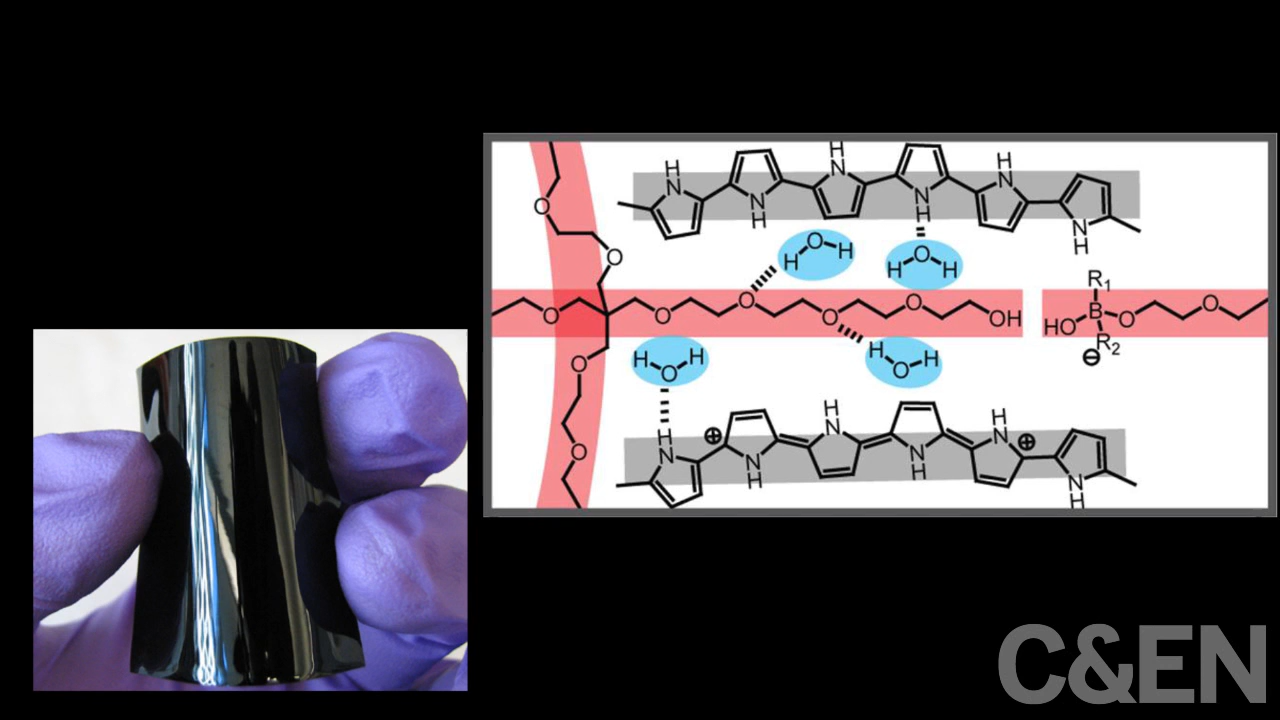 H N N H H N N H H N N H
O O
H O H H O H
O O O O O OH
R1
HO B O O
R2
⊖
O
H O H H O H
H N ⊕ N H H N N H H N ⊕ N H
O
C&EN